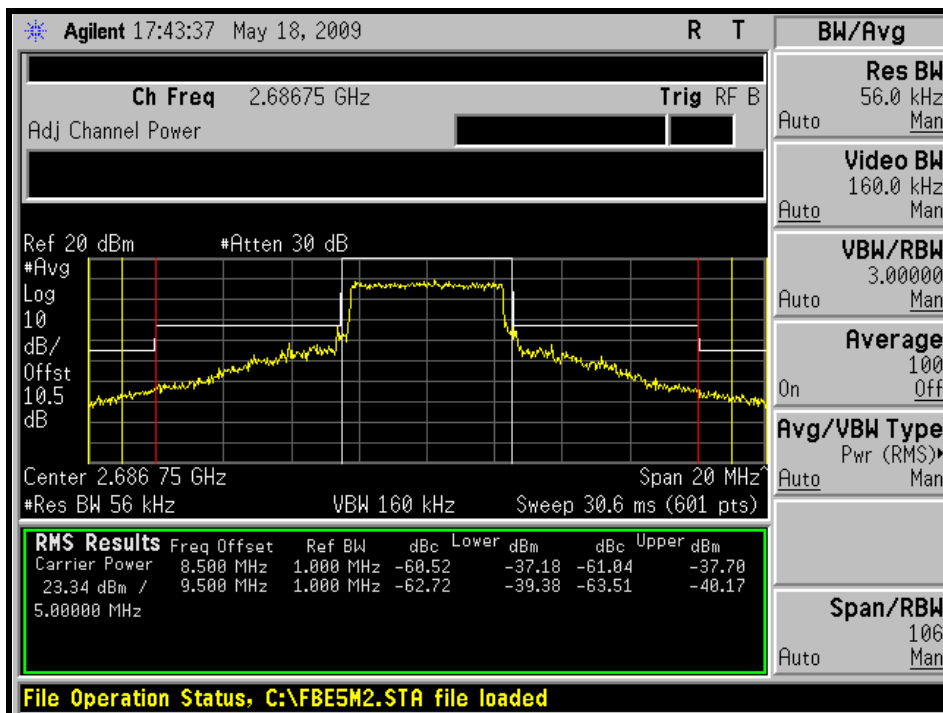 Agilent 17:43:37 May 18, 2009 R T
Ch Freq 2.68675 GHz Trig RF B
Adj Channel Power
Ref 20 dBm #Atten 30 dB
#Avg
Log
10
dB/
Offst
10.5
dB
Center 2.686 75 GHz Span 20 MHz^
#Res BW 56 kHz VBW 160 kHz Sweep 30.6 ms (601 pts)
RMS Results Freq Offset Ref BW dBc Lower dBm dBc Upper dBm
Carrier Power 8.500 MHz 1.000 MHz -60.52 -37.18 -61.04 -37.70
23.34 dBm / 9.500 MHz 1.000 MHz -62.72 -39.38 -63.51 -40.17
5.00000 MHz
File Operation Status, C:\FBE5M2.STA file loaded
BW/Avg
Res BW
56.0 kHz
Auto Man
Video BW
160.0 kHz
Auto Man
VBW/RBW
3.00000
Auto Man
Average
100
On Off
Avg/VBW Type
Pwr (RMS)▸
Auto Man
Span/RBW
106
Auto Man